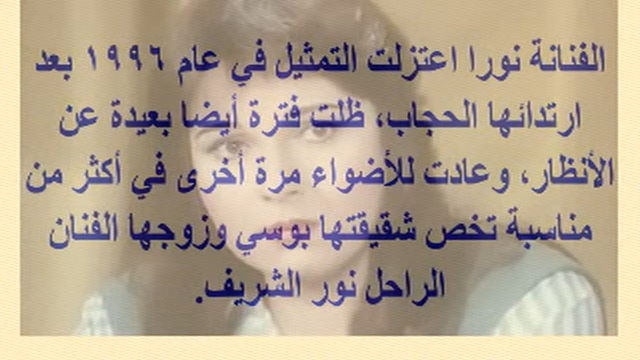 الفنانة نورا اعتزلت التمثيل في عام ١٩٩٦ بعد
ارتدائها الحجاب، ظلت فترة أيضا بعيدة عن
الأنظار، وعادت للأضواء مرة أخرى في أكثر من
مناسبة تخص شقيقتها بوسي وزوجها الفنان
الراحل نور الشريف.